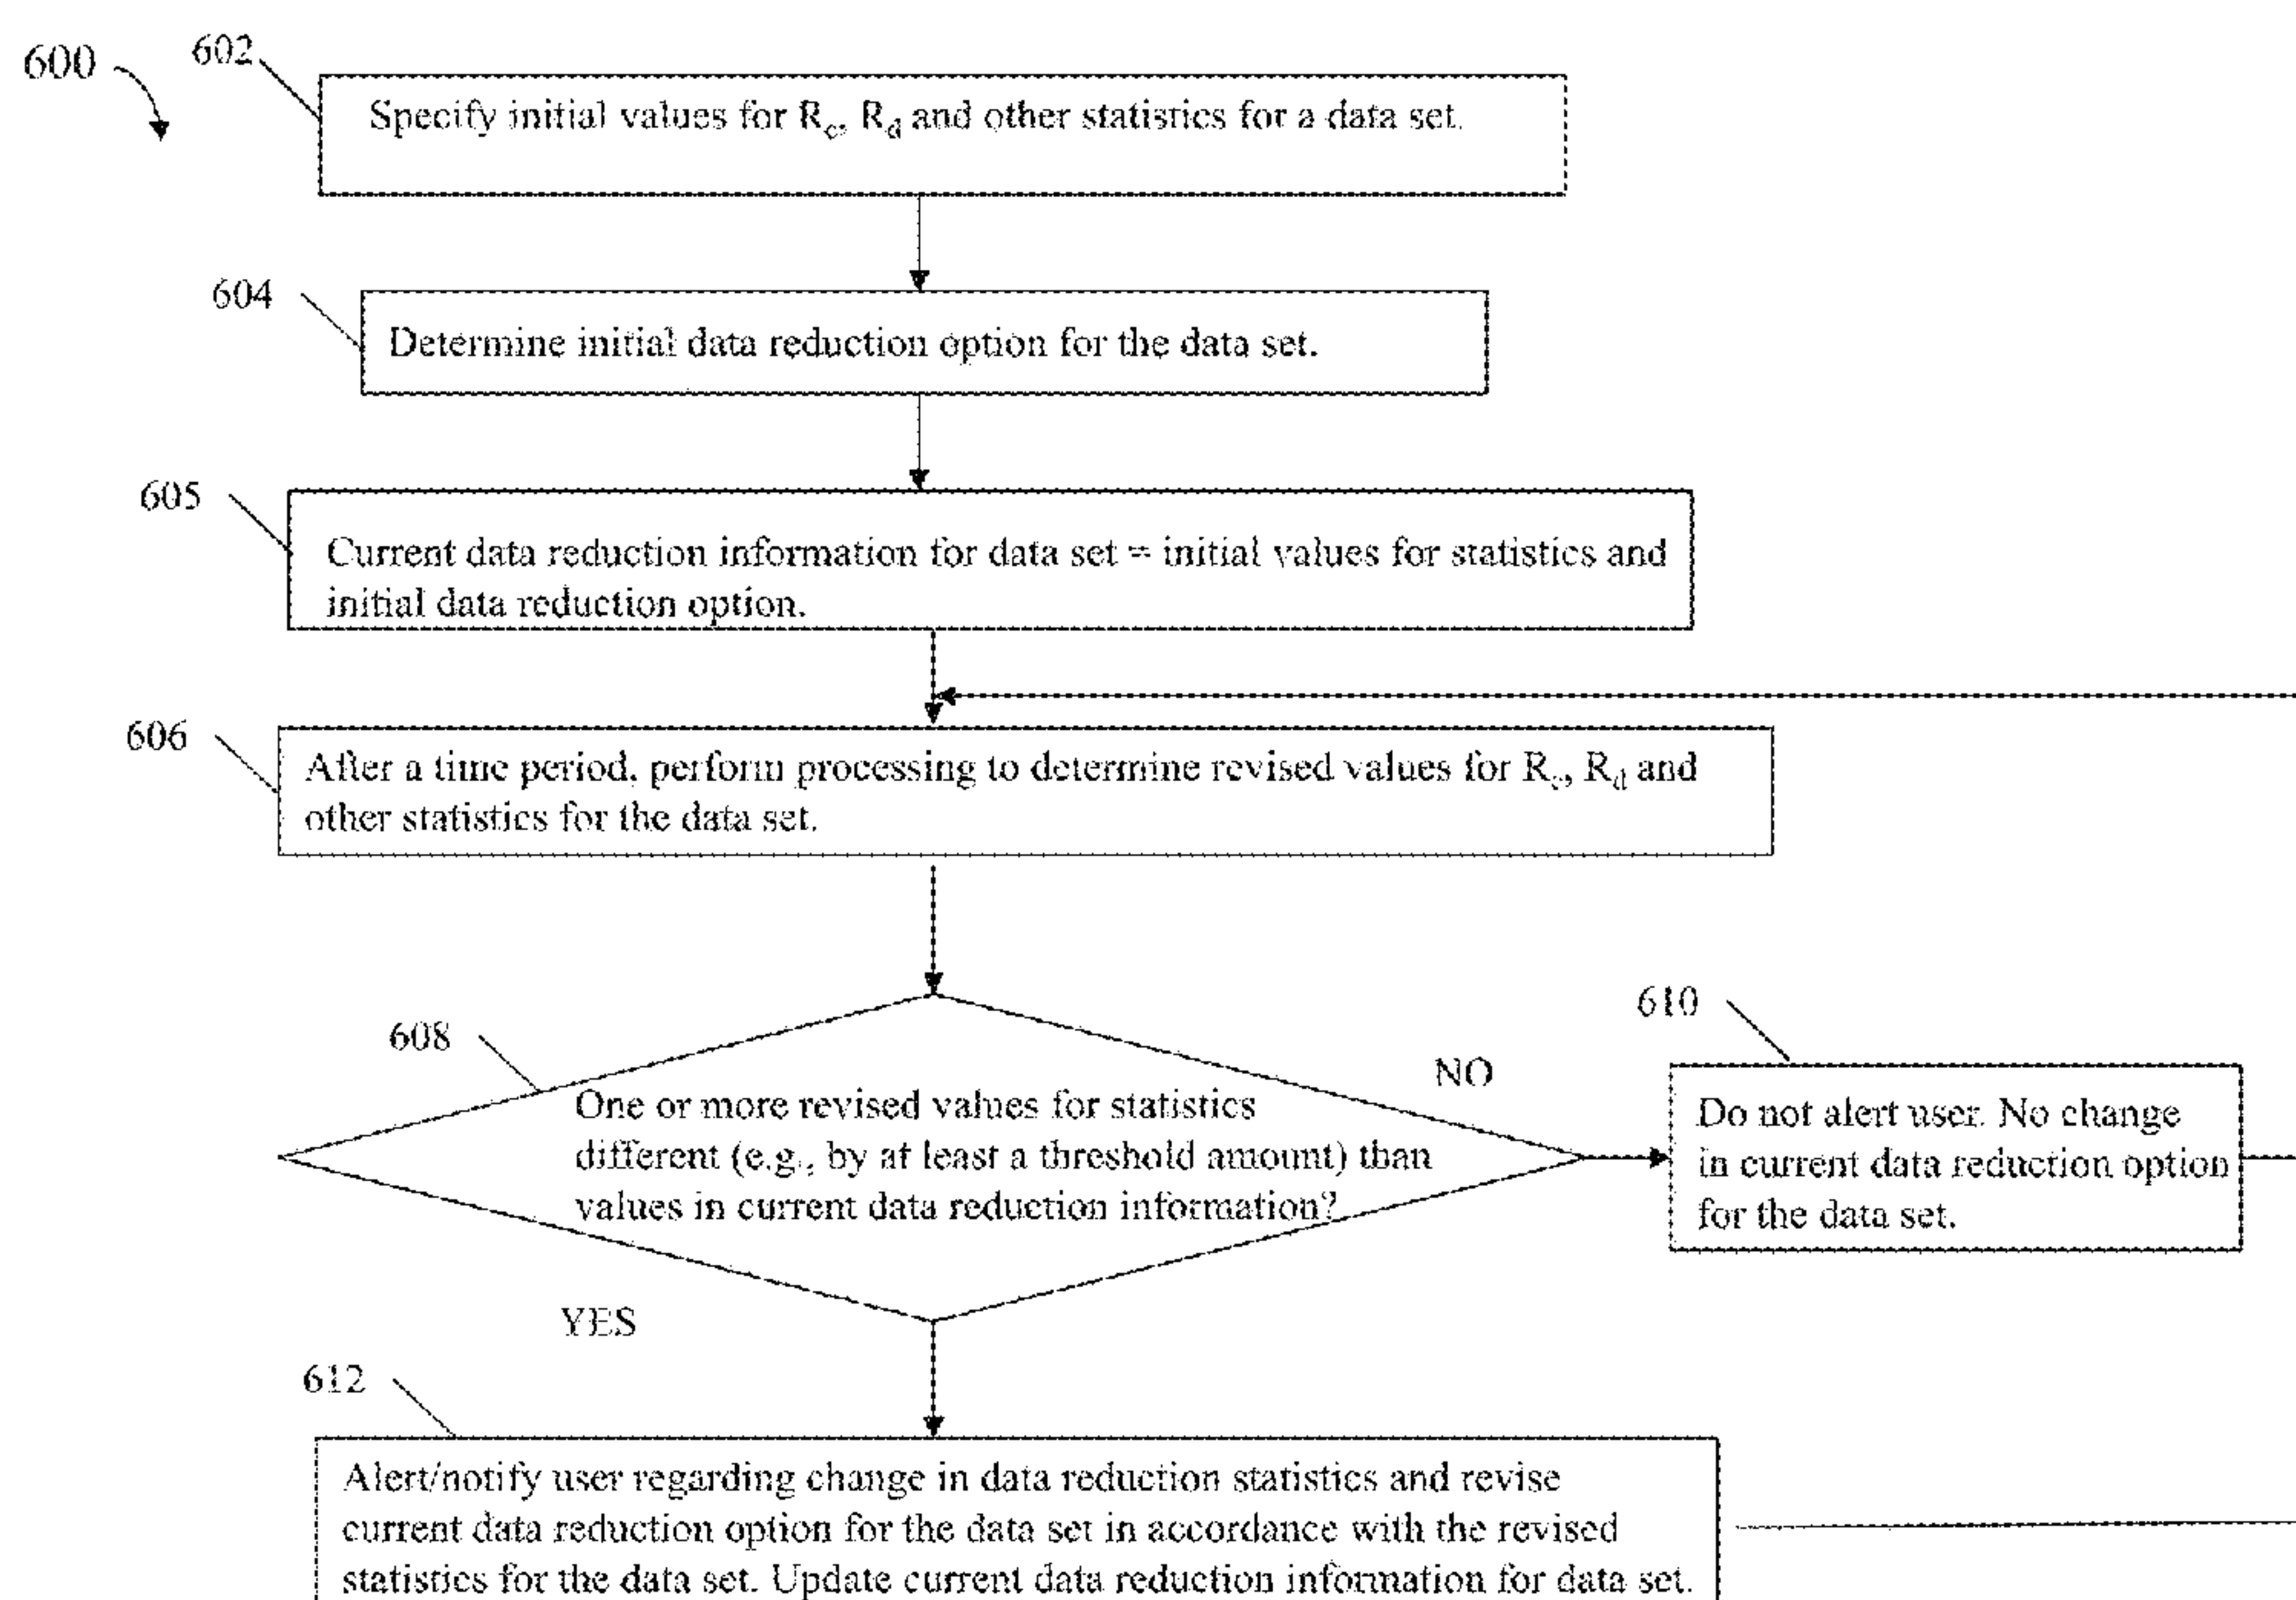 600
602
Specify initial values for Rc, Rd and other statistics for a data set.
604
Determine initial data reduction option for the data set.
605
Current data reduction information for data set = initial values for statistics and
initial data reduction option.
606
After a time period, perform processing to determine revised values for Rc, Rd and
other statistics for the data set.
608
One or more revised values for statistics
different (e.g., by at least a threshold amount) than
values in current data reduction information?
NO
610
Do not alert user. No change
in current data reduction option
for the data set.
YES
612
Alert/notify user regarding change in data reduction statistics and revise
current data reduction option for the data set in accordance with the revised
statistics for the data set. Update current data reduction information for data set.